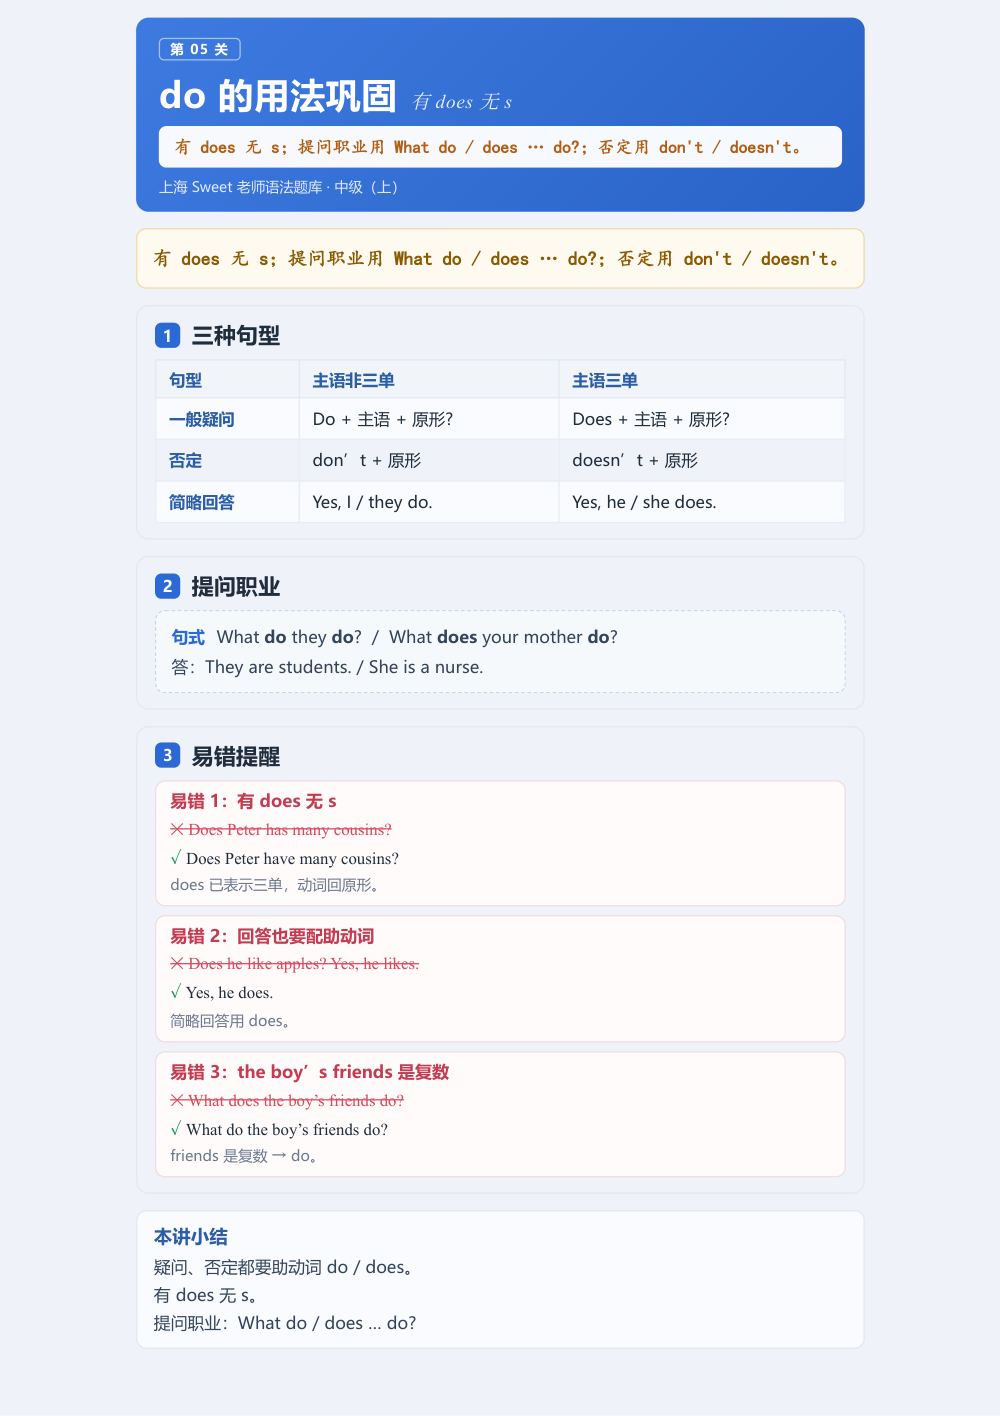 第 05 关
do 的用法巩固 有 does 无 s
有 does 无 s；提问职业用 What do / does … do?；否定用 don't / doesn't。
上海 Sweet 老师语法题库 · 中级（上）
有 does 无 s；提问职业用 What do / does … do?；否定用 don't / doesn't。
1 三种句型
句型 主语非三单 主语三单
一般疑问 Do + 主语 + 原形? Does + 主语 + 原形?
否定 don’t + 原形 doesn’t + 原形
简略回答 Yes, I / they do. Yes, he / she does.
2 提问职业
句式 What do they do? / What does your mother do?
答：They are students. / She is a nurse.
3 易错提醒
易错 1：有 does 无 s
× Does Peter has many cousins?
√ Does Peter have many cousins?
does 已表示三单，动词回原形。
易错 2：回答也要配助动词
× Does he like apples? Yes, he likes.
√ Yes, he does.
简略回答用 does。
易错 3：the boy’s friends 是复数
× What does the boy’s friends do?
√ What do the boy’s friends do?
friends 是复数 → do。
本讲小结
疑问、否定都要助动词 do / does。
有 does 无 s。
提问职业：What do / does … do?